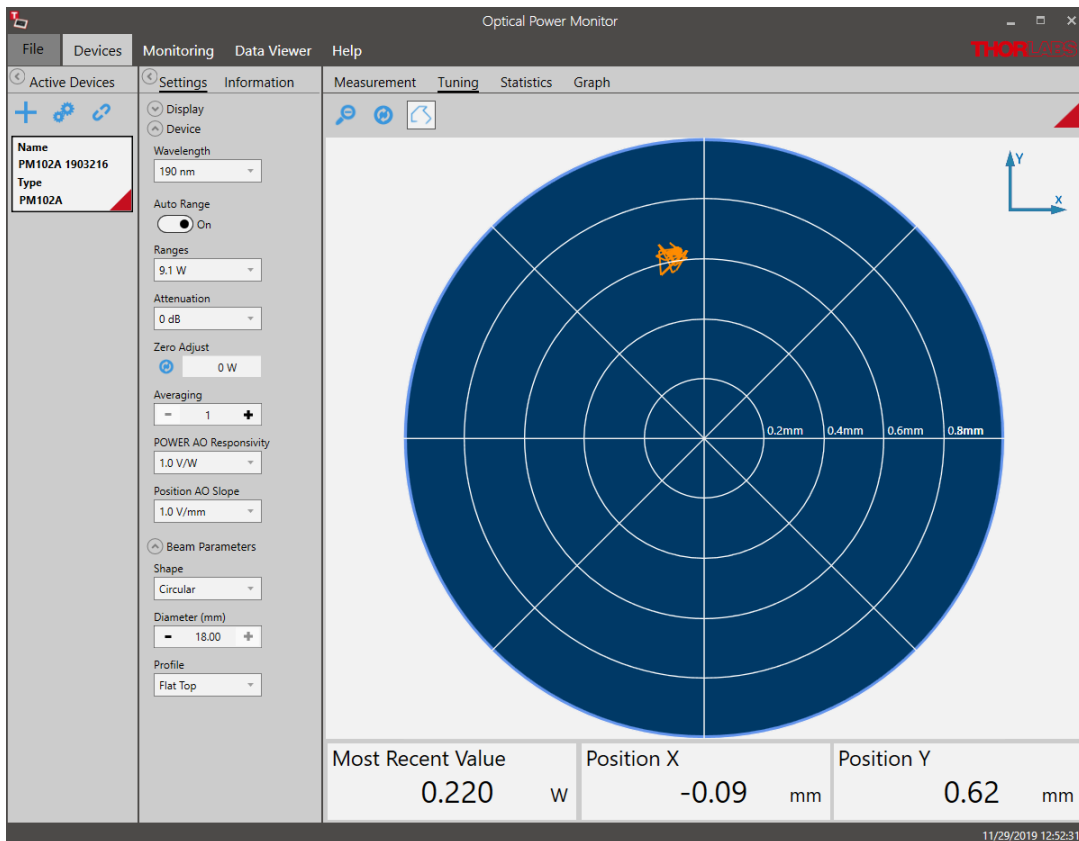 Optical Power Monitor
File Devices Monitoring Data Viewer Help
THORLABS
Active Devices
Name
PM102A 1903216
Type
PM102A
Settings Information
Display
Device
Wavelength
190 nm
Auto Range
On
Ranges
9.1 W
Attenuation
0 dB
Zero Adjust
0 W
Averaging
- 1 +
POWER AO Responsivity
1.0 V/W
Position AO Slope
1.0 V/mm
Beam Parameters
Shape
Circular
Diameter (mm)
- 18.00 +
Profile
Flat Top
Measurement Tuning Statistics Graph
Y
X
0.2mm 0.4mm 0.6mm 0.8mm
Most Recent Value
0.220 W
Position X
-0.09 mm
Position Y
0.62 mm
11/29/2019 12:52:31